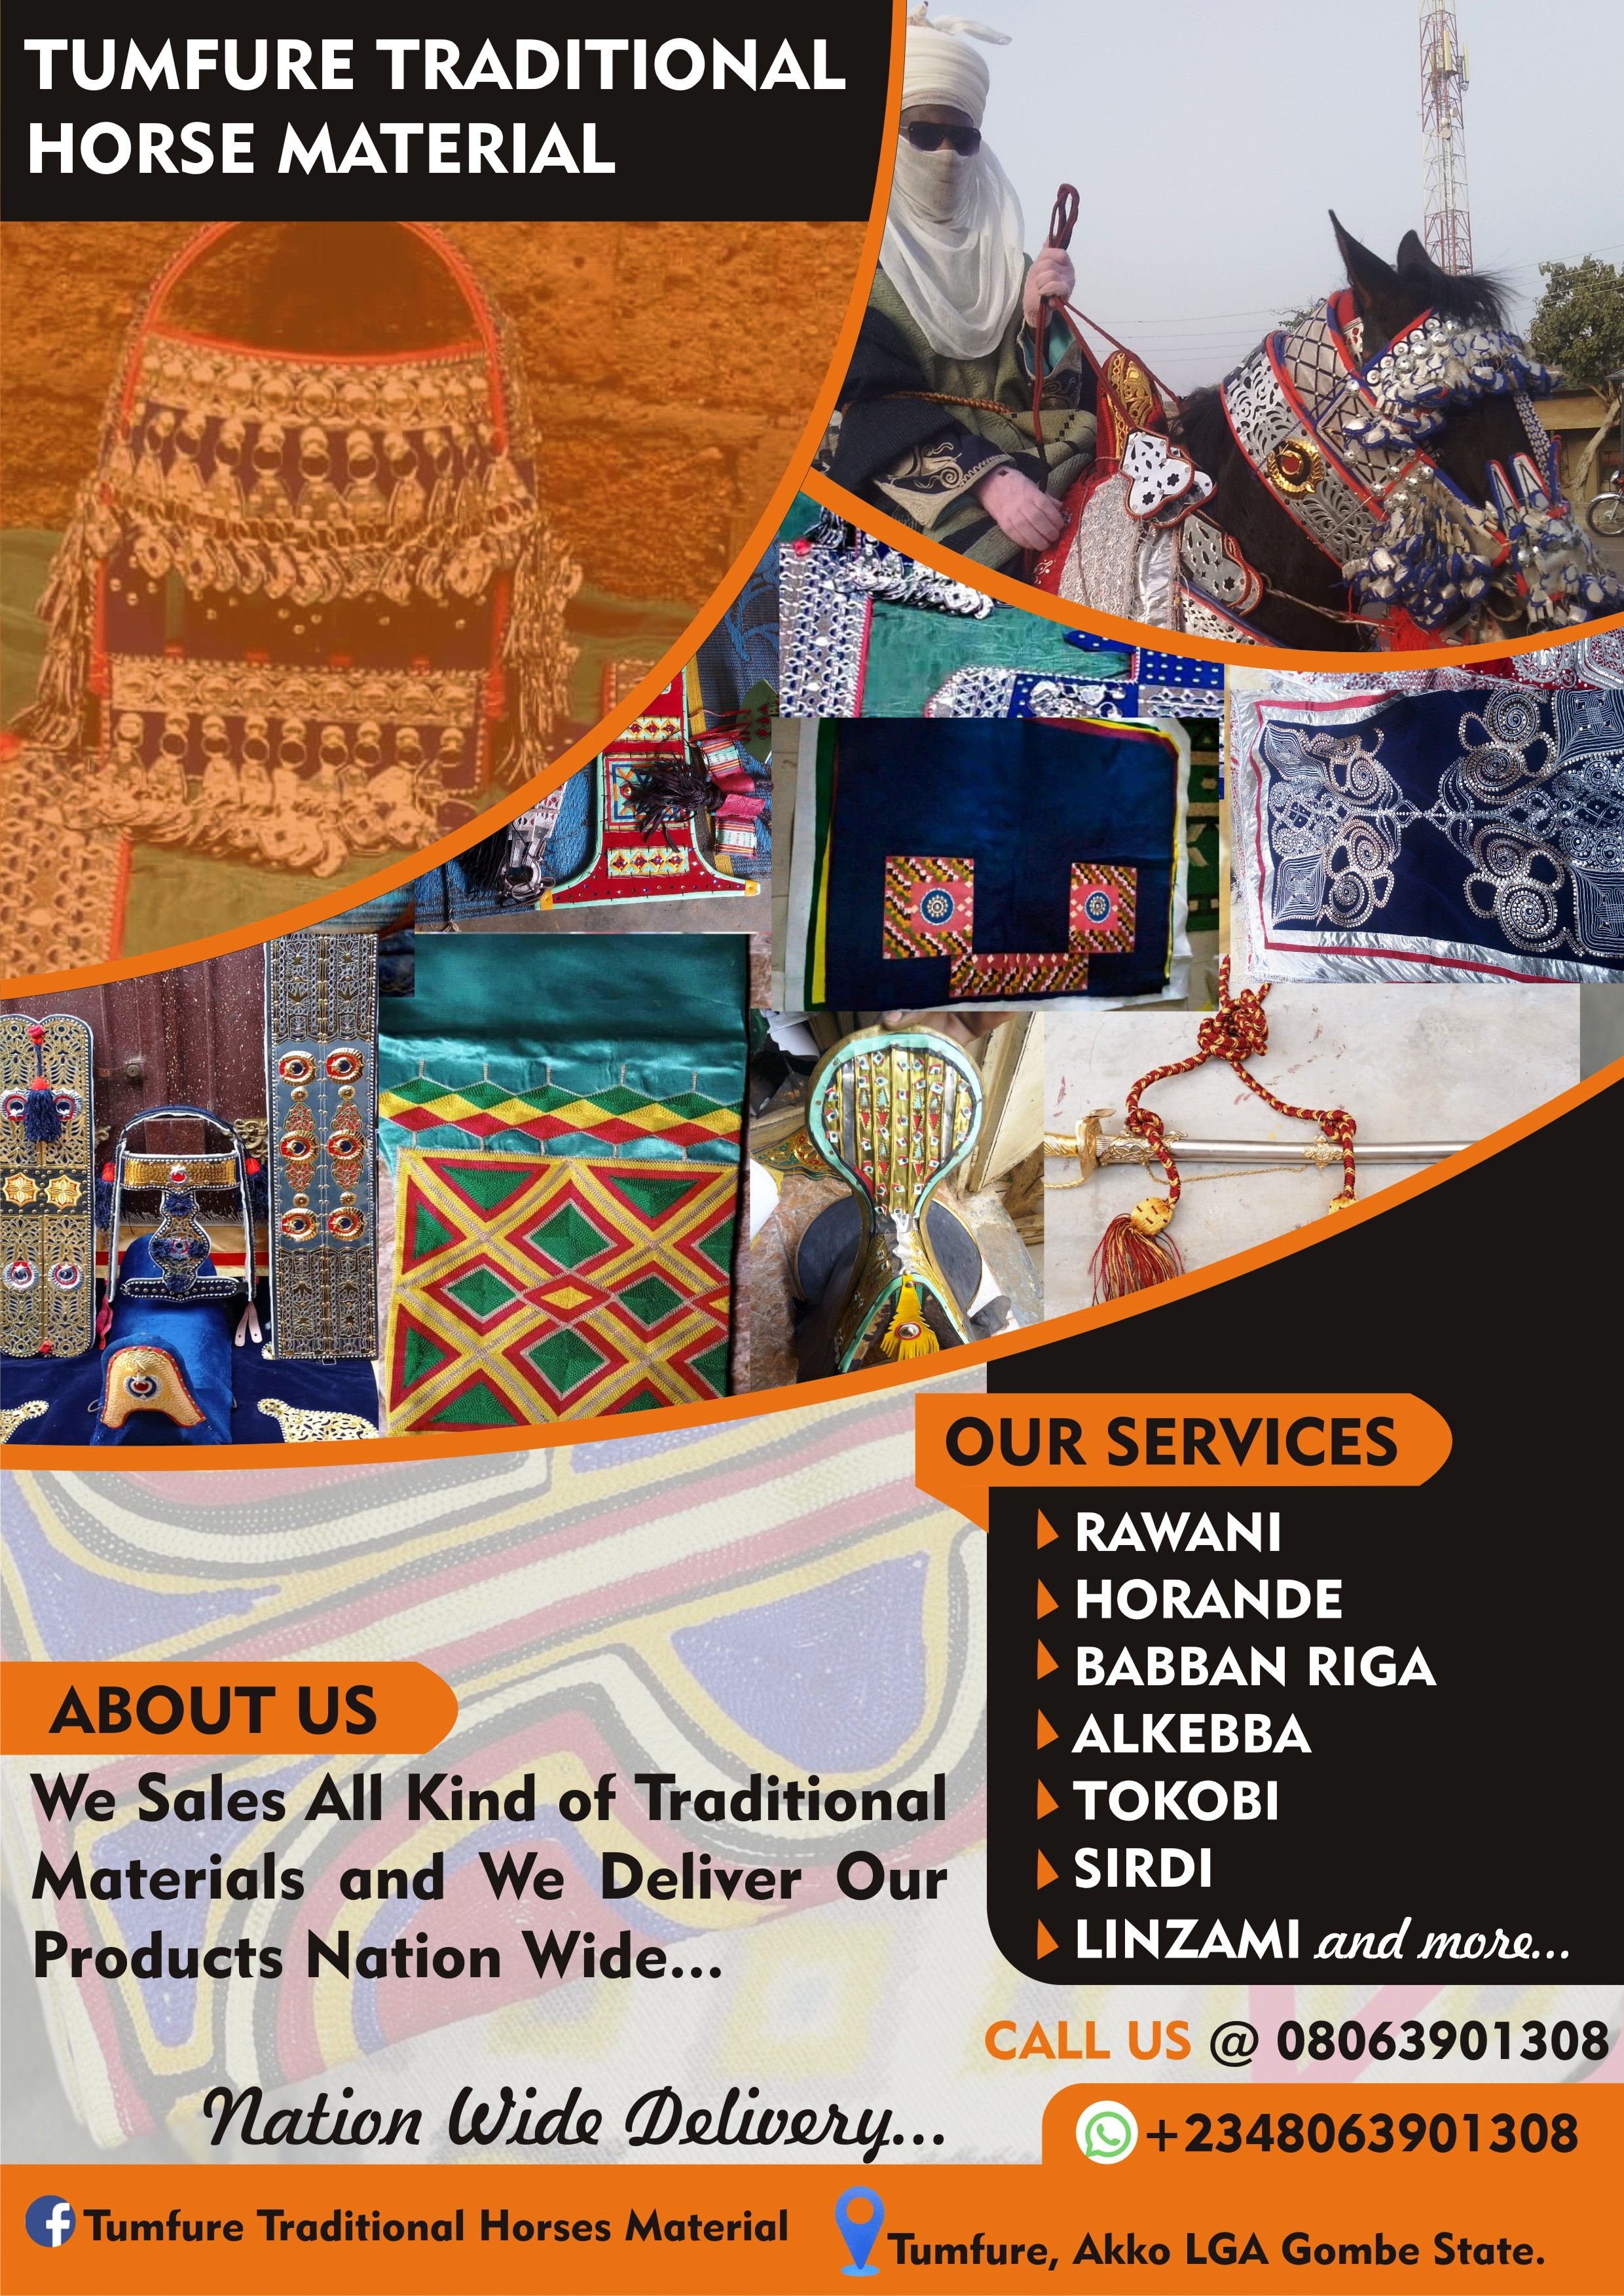 TUMFURE TRADITIONAL
HORSE MATERIAL
OUR SERVICES
RAWANI
HORANDE
BABBAN RIGA
ALKEBBA
TOKOBI
SIRDI
LINZAMI and more...
ABOUT US
We Sales All Kind of Traditional
Materials and We Deliver Our
Products Nation Wide...
Nation Wide Delivery...
CALL US @ 08063901308
+2348063901308
Tumfure Traditional Horses Material
Tumfure, Akko LGA Gombe State.